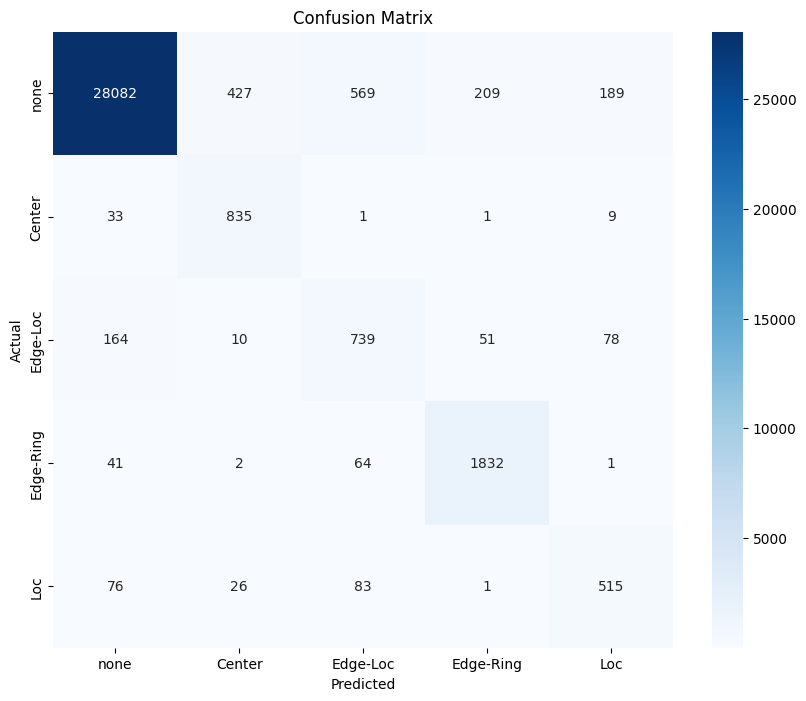 Confusion Matrix
none 28082 427 569 209 189
Center 33 835 1 1 9
Edge-Loc 164 10 739 51 78
Edge-Ring 41 2 64 1832 1
Loc 76 26 83 1 515
none Center Edge-Loc Edge-Ring Loc
Predicted
Actual
25000
20000
15000
10000
5000